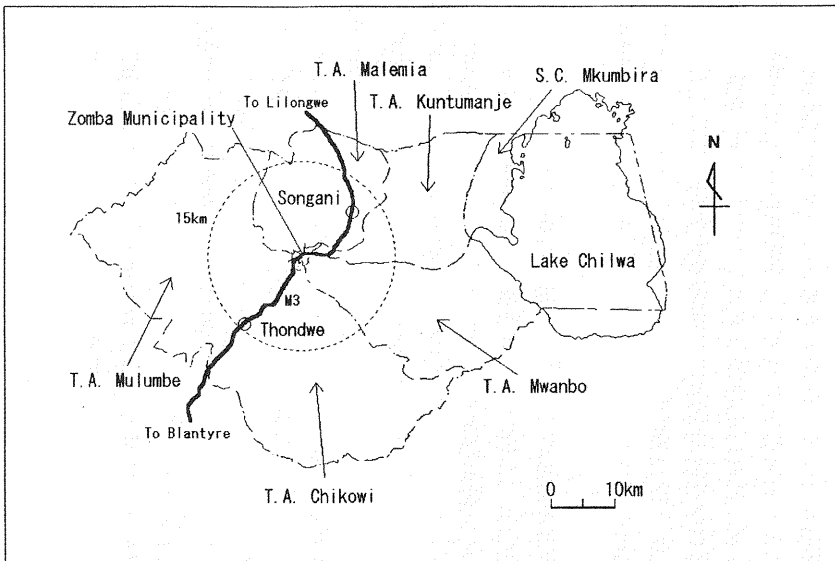 T.A. Malemia
S.C. Mkumbira
To Lilongwe
T.A. Kuntumanje
Zomba Municipality
N
Songani
15km
Lake Chilwa
M3
Thondwe
T.A. Mulumbe
T.A. Mwanbo
To Blantyre
T.A. Chikowi
0 10km